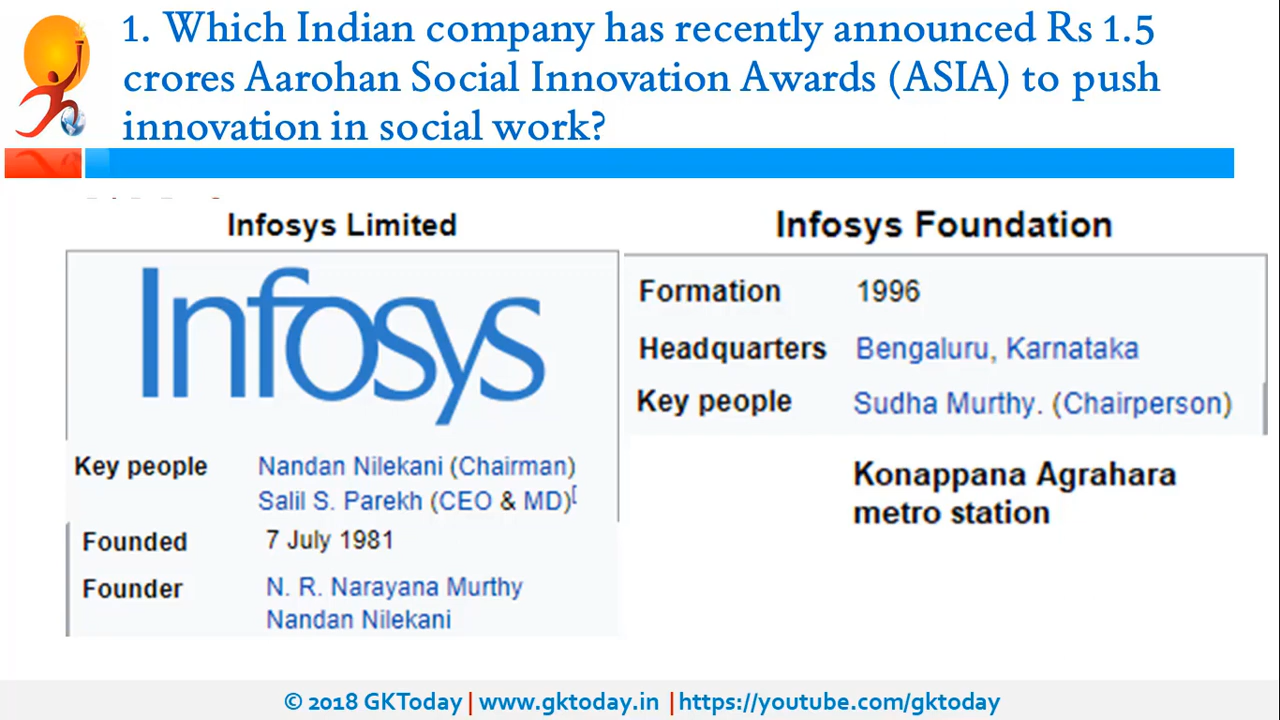 1. Which Indian company has recently announced Rs 1.5
crores Aarohan Social Innovation Awards (ASIA) to push
innovation in social work?
Infosys Limited
Infosys
Key people Nandan Nilekani (Chairman)
Salil S. Parekh (CEO & MD)[
Founded 7 July 1981
Founder N. R. Narayana Murthy
Nandan Nilekani
Infosys Foundation
Formation 1996
Headquarters Bengaluru, Karnataka
Key people Sudha Murthy. (Chairperson)
Konappana Agrahara
metro station
© 2018 GKToday | www.gktoday.in | https://youtube.com/gktoday